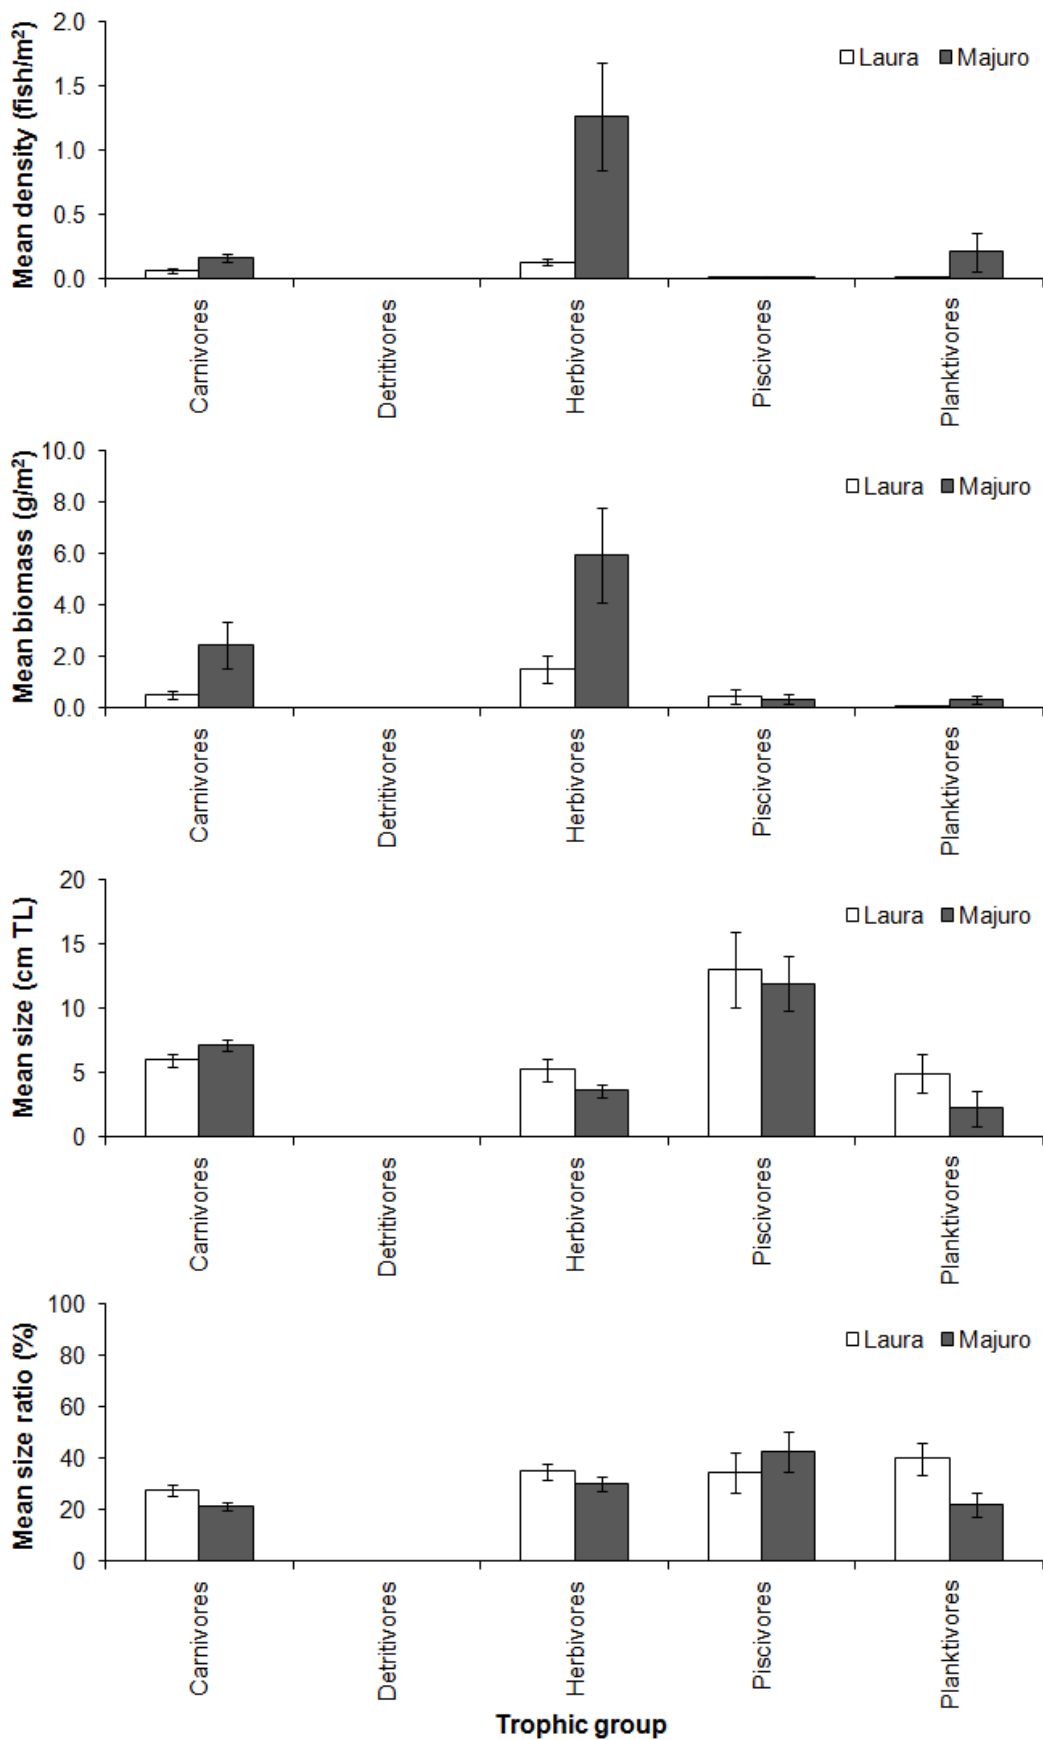 Mean density (fish/m²)
2.0
1.5
1.0
0.5
0.0
Laura Majuro
Carnivores
Detritivores
Herbivores
Piscivores
Planktivores
Mean biomass (g/m²)
10.0
8.0
6.0
4.0
2.0
0.0
Laura Majuro
Carnivores
Detritivores
Herbivores
Piscivores
Planktivores
Mean size (cm TL)
20
15
10
5
0
Laura Majuro
Carnivores
Detritivores
Herbivores
Piscivores
Planktivores
Mean size ratio (%)
100
80
60
40
20
0
Laura Majuro
Carnivores
Detritivores
Herbivores
Piscivores
Planktivores
Trophic group